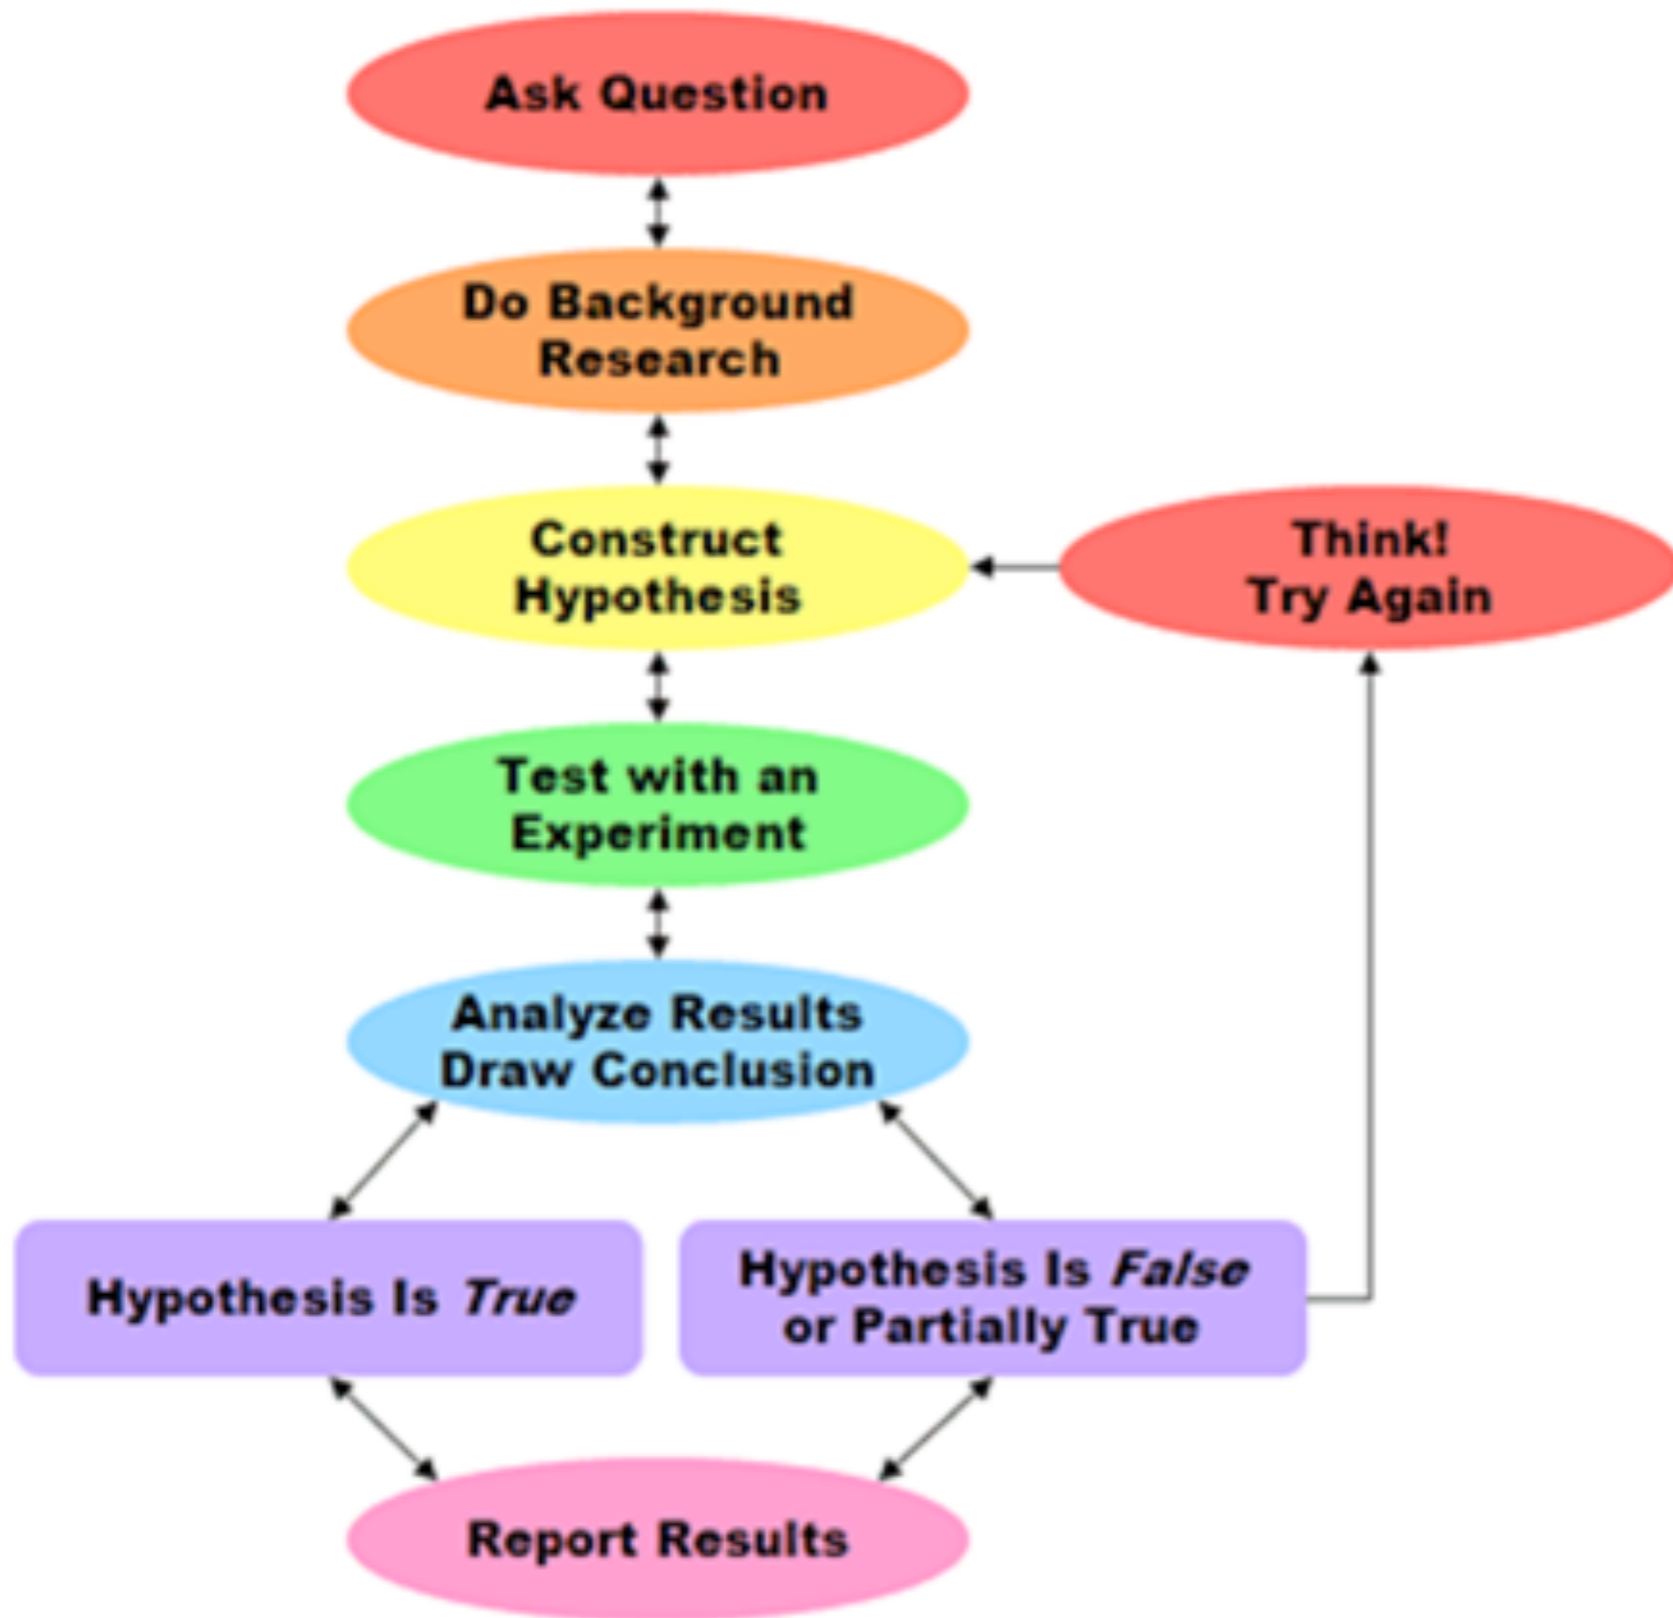 Ask Question
Do Background
Research
Construct
Hypothesis
Think!
Try Again
Test with an
Experiment
Analyze Results
Draw Conclusion
Hypothesis Is True
Hypothesis Is False
or Partially True
Report Results